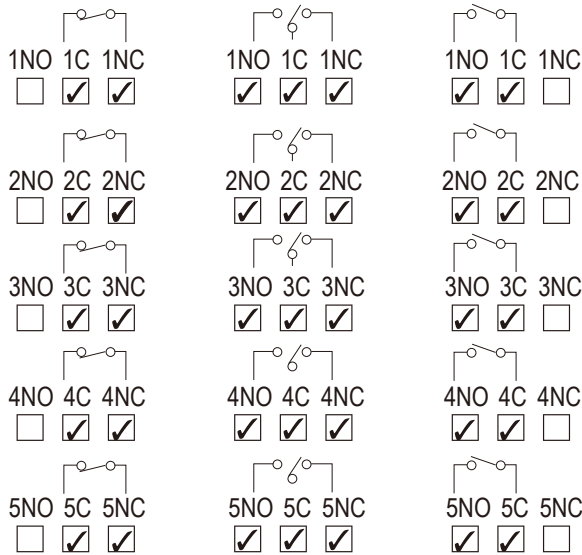 1NO 1C 1NC 1NO 1C 1NC 1NO 1C 1NC
2NO 2C 2NC 2NO 2C 2NC 2NO 2C 2NC
3NO 3C 3NC 3NO 3C 3NC 3NO 3C 3NC
4NO 4C 4NC 4NO 4C 4NC 4NO 4C 4NC
5NO 5C 5NC 5NO 5C 5NC 5NO 5C 5NC